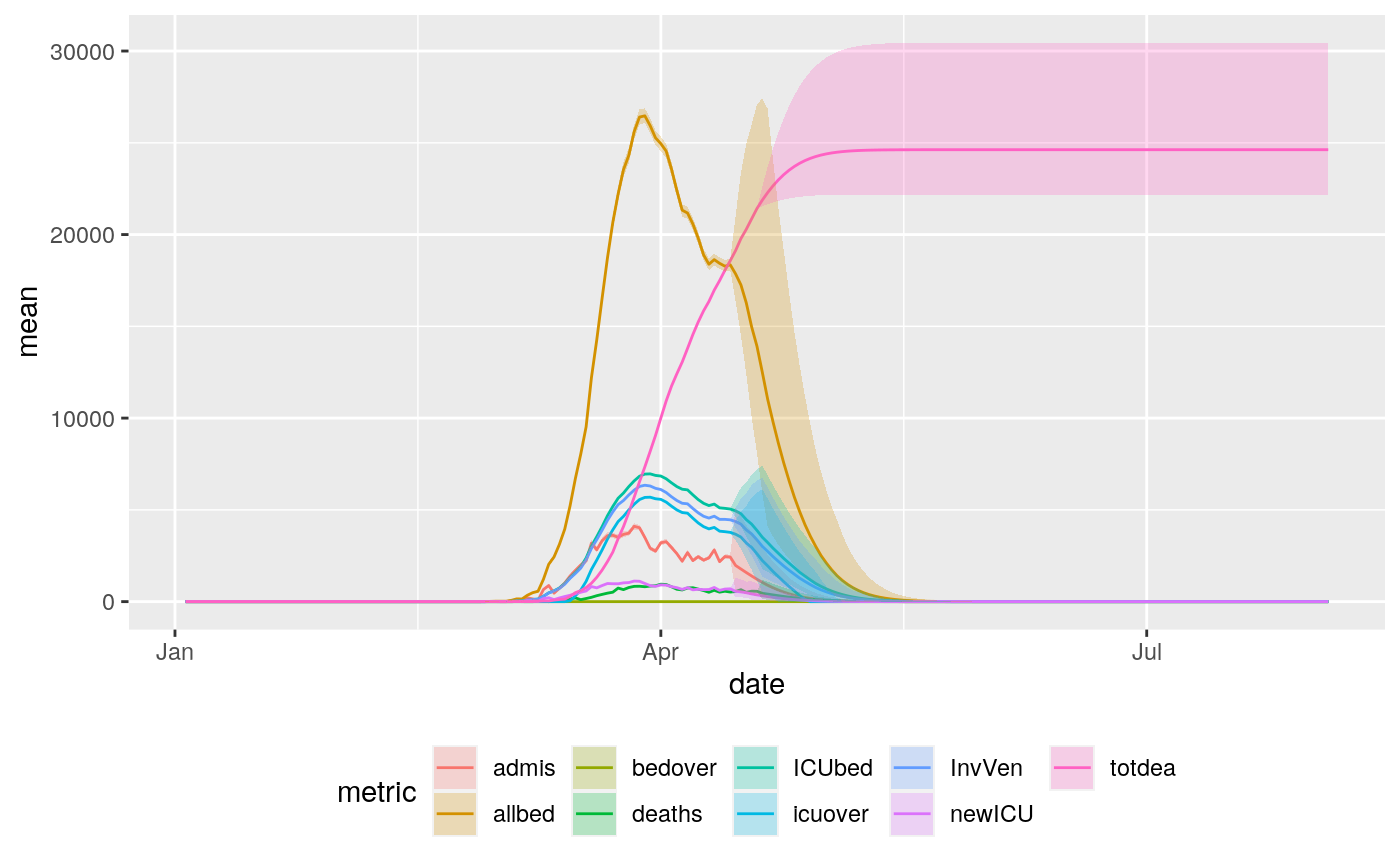 30000
20000
10000
0
mean
Jan Apr Jul
date
metric
admis bedover ICUbed InvVen totdea
allbed deaths icuover newICU